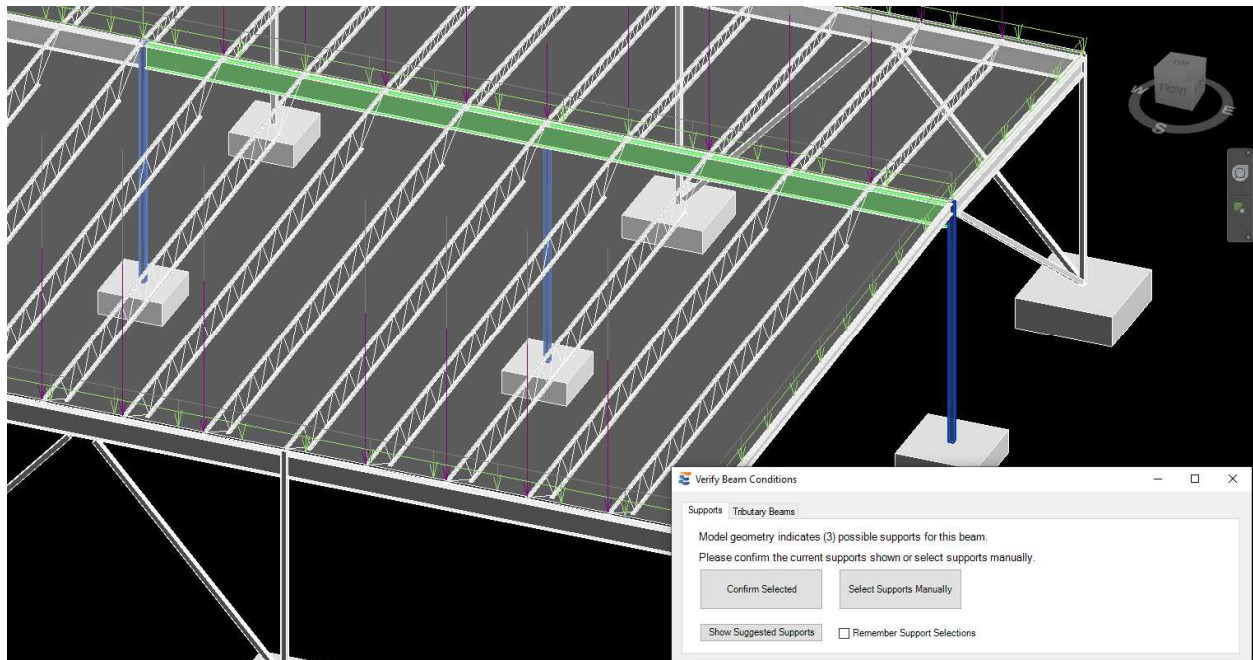 TOP
FRONT
W
E
S
Verify Beam Conditions
Supports
Tributary Beams
Model geometry indicates (3) possible supports for this beam.
Please confirm the current supports shown or select supports manually.
Confirm Selected
Select Supports Manually
Show Suggested Supports
Remember Support Selections